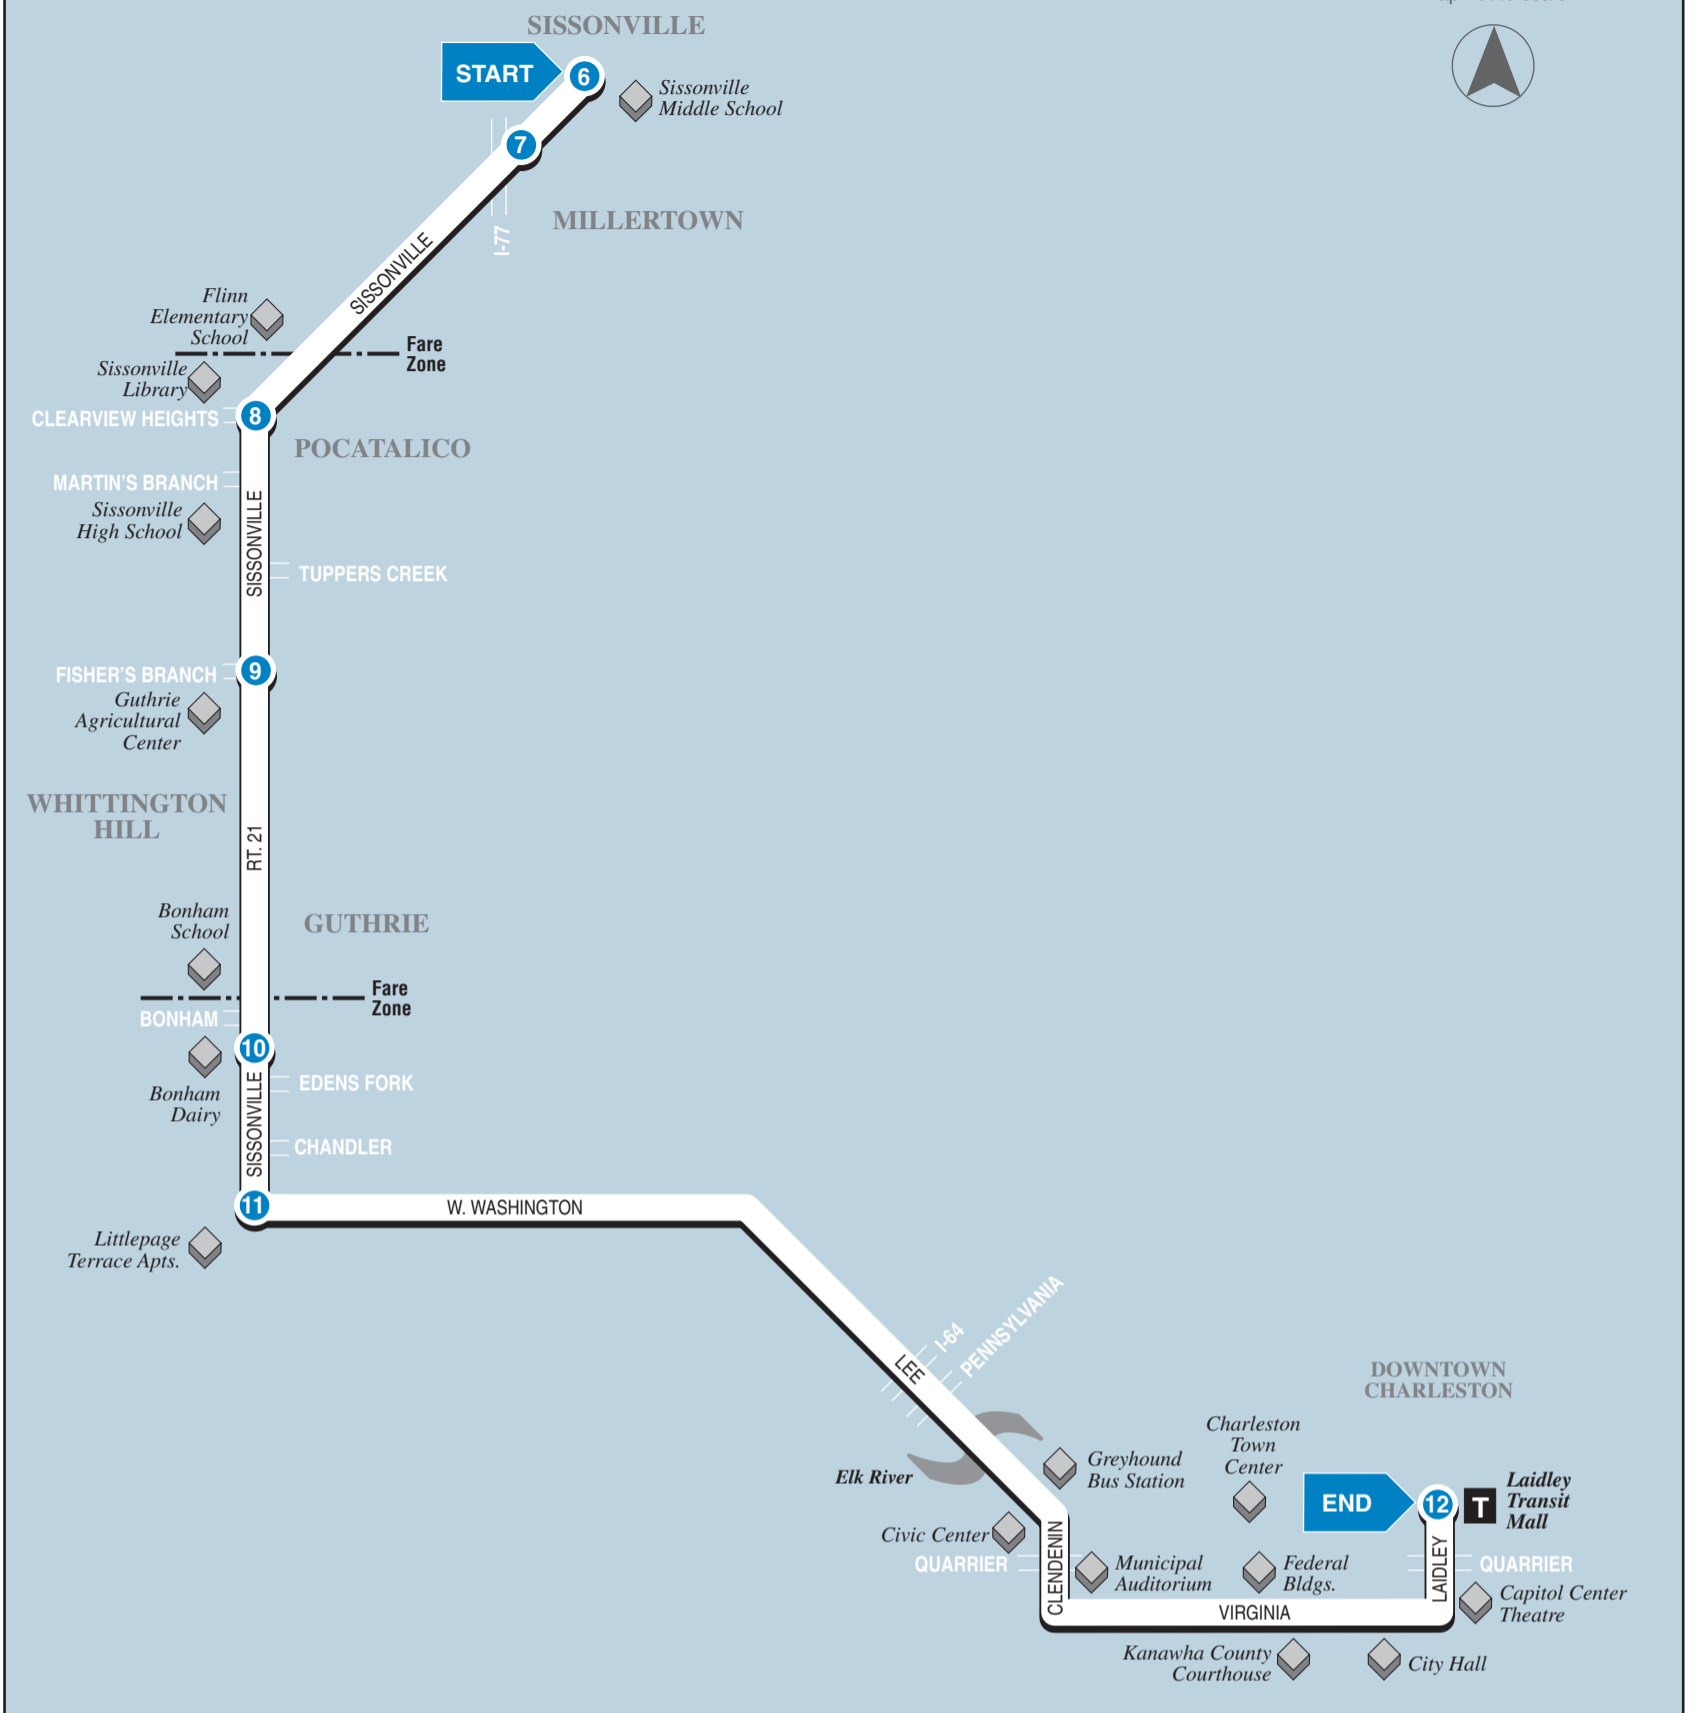 SISSONVILLE
START
6
Sissonville
Middle School
7
MILLERTOWN
I-77
SISSONVILLE
Flinn
Elementary
School
Fare
Zone
Sissonville
Library
CLEARVIEW HEIGHTS
8
POCATALICO
MARTIN'S BRANCH
Sissonville
High School
SISSONVILLE
TUPPERS CREEK
FISHER'S BRANCH
9
Guthrie
Agricultural
Center
WHITTINGTON
HILL
RT. 21
Bonham
School
GUTHRIE
Fare
Zone
BONHAM
10
Bonham
Dairy
SISSONVILLE
EDENS FORK
CHANDLER
11
W. WASHINGTON
Littlepage
Terrace Apts.
LEE
I-64
PENNSYLVANIA
Elk River
DOWNTOWN
CHARLESTON
Greyhound
Bus Station
Charleston
Town
Center
END
12
T
Laidley
Transit
Mall
Civic Center
QUARRIER
CLENDENIN
Municipal
Auditorium
Federal
Bldgs.
LAIDLEY
QUARRIER
Capitol Center
Theatre
VIRGINIA
Kanawha County
Courthouse
City Hall